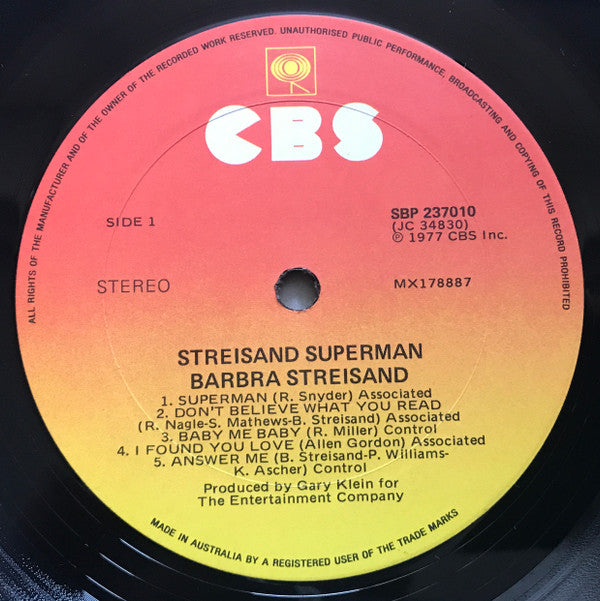 ALL RIGHTS OF THE MANUFACTURER AND OF THE OWNER OF THE RECORDED WORK RESERVED. UNAUTHORISED PUBLIC PERFORMANCE, BROADCASTING AND COPYING OF THIS RECORD PROHIBITED
CBS
SIDE 1
SBP 237010
(JC 34830)
℗ 1977 CBS Inc.
STEREO
MX178887
STREISAND SUPERMAN
BARBRA STREISAND
1. SUPERMAN (R. Snyder) Associated
2. DON'T BELIEVE WHAT YOU READ
(R. Nagle-S. Mathews-B. Streisand) Associated
3. BABY ME BABY (R. Miller) Control
4. I FOUND YOU LOVE (Allen Gordon) Associated
5. ANSWER ME (B. Streisand-P. Williams-
K. Ascher) Control
Produced by Gary Klein for
The Entertainment Company
MADE IN AUSTRALIA BY A REGISTERED USER OF THE TRADE MARKS